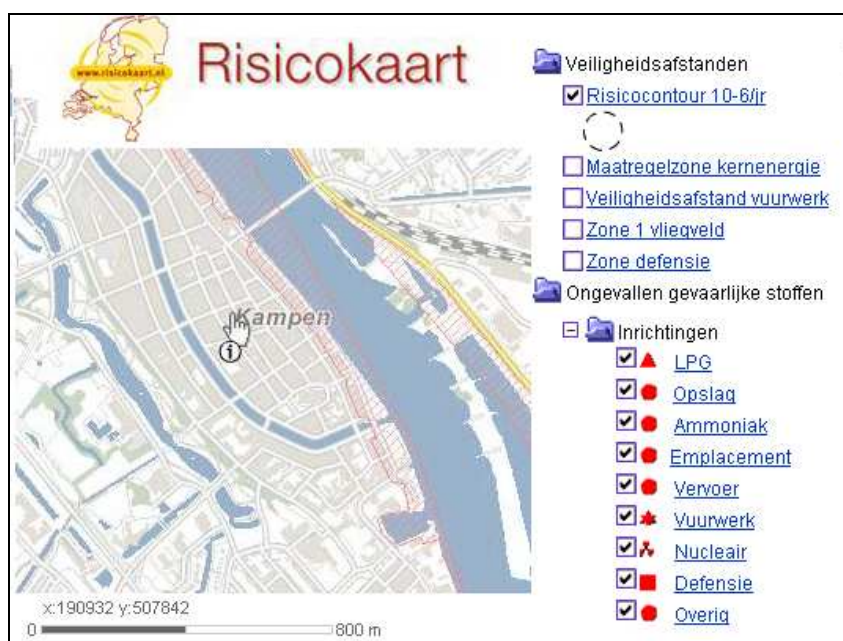 www.risicokaart.nl
Risicokaart
Kampen
x:190932 y:507842
0 800 m
Veiligheidsafstanden
Risicocontour 10-6/jr
Maatregelzone kernenergie
Veiligheidsafstand vuurwerk
Zone 1 vliegveld
Zone defensie
Ongevallen gevaarlijke stoffen
Inrichtingen
LPG
Opslag
Ammoniak
Emplacement
Vervoer
Vuurwerk
Nucleair
Defensie
Overig